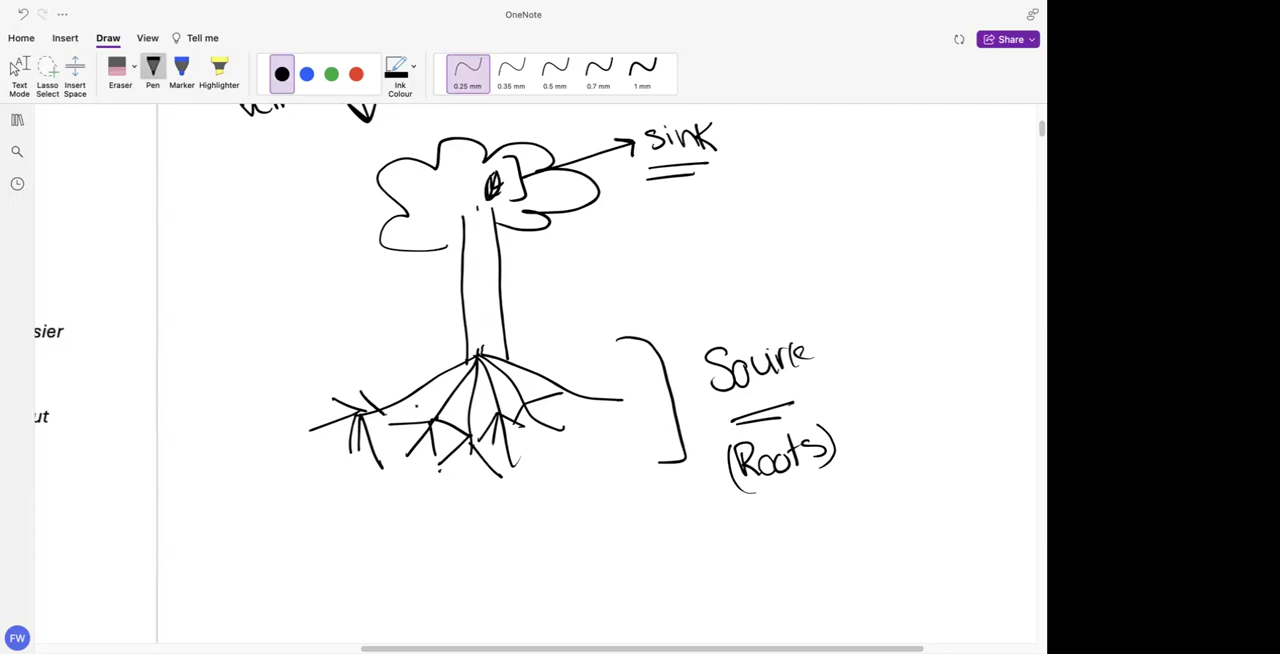 OneNote
Home Insert Draw View Tell me
Share
Text Mode
Lasso Select
Insert Space
Eraser
Pen
Marker
Highlighter
Ink Colour
0.25 mm
0.35 mm
0.5 mm
0.7 mm
1 mm
sink
sier
Source
ut
(Roots)
FW